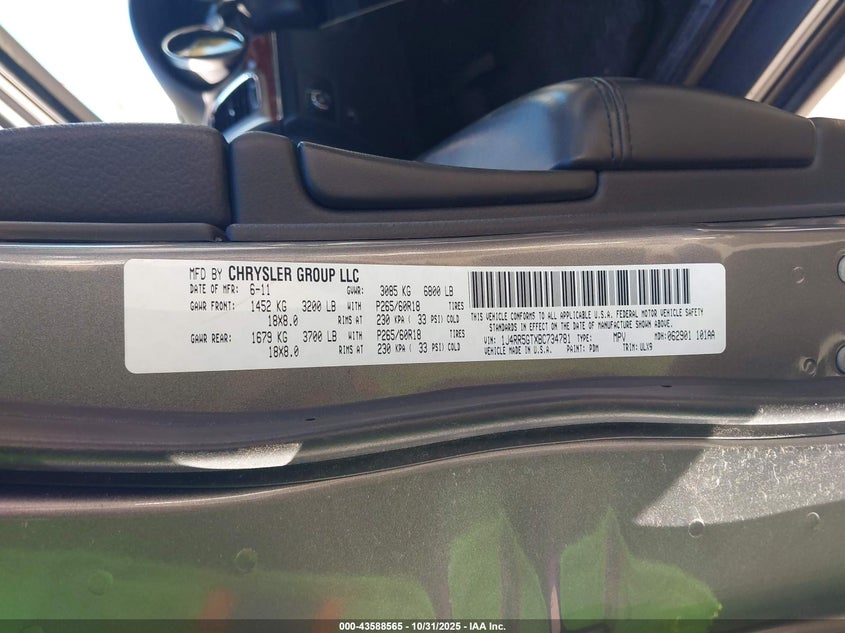 MFD BY CHRYSLER GROUP LLC
DATE OF MFR: 6-11 GVWR: 3085 KG 6800 LB
GAWR FRONT: 1452 KG 3200 LB WITH P265/60R18 TIRES
18X8.0 RIMS AT 230 KPA ( 33 PSI) COLD
GAWR REAR: 1679 KG 3700 LB WITH P265/60R18 TIRES
18X8.0 RIMS AT 230 KPA ( 33 PSI) COLD
THIS VEHICLE CONFORMS TO ALL APPLICABLE U.S.A. FEDERAL MOTOR VEHICLE SAFETY
STANDARDS IN EFFECT ON THE DATE OF MANUFACTURE SHOWN ABOVE.
VIN: 1J4RR5GTXBC734781 TYPE: MPV MDH: 062901 101AA
VEHICLE MADE IN U.S.A. PAINT: PDM TRIM: ULX9
000-43588565 - 10/31/2025 - IAA Inc.